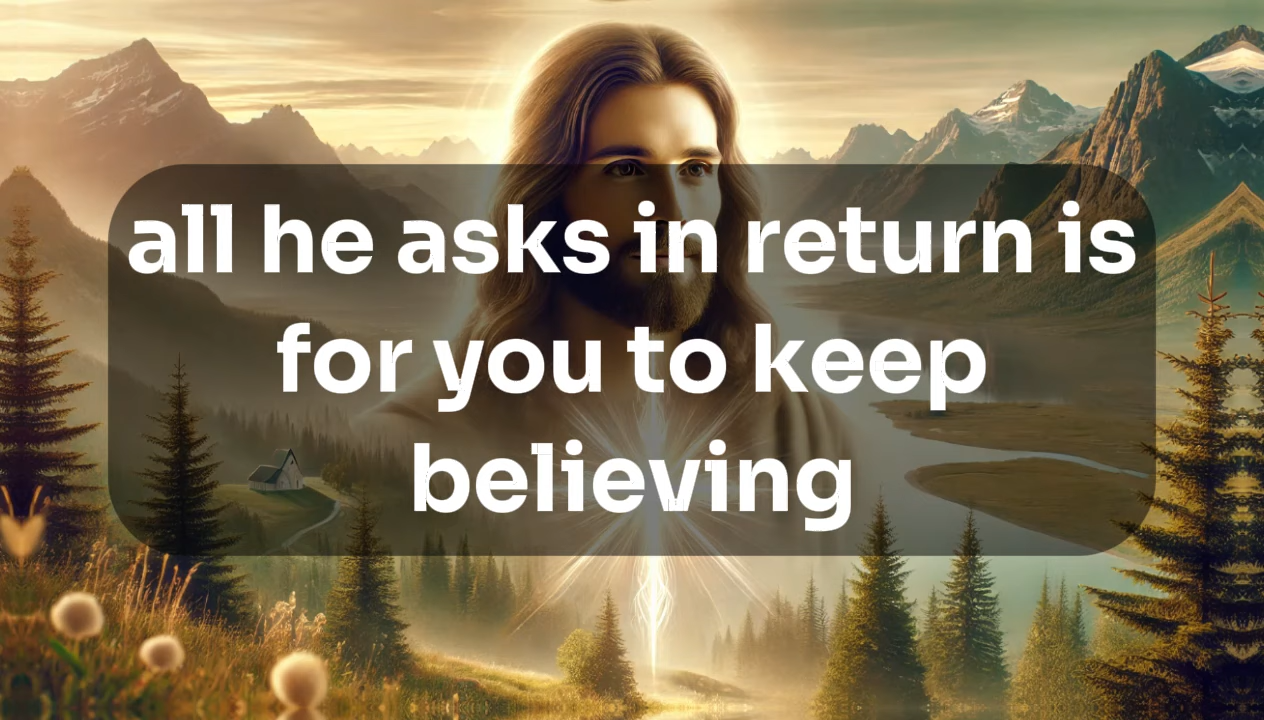 all he asks in return is
for you to keep
believing